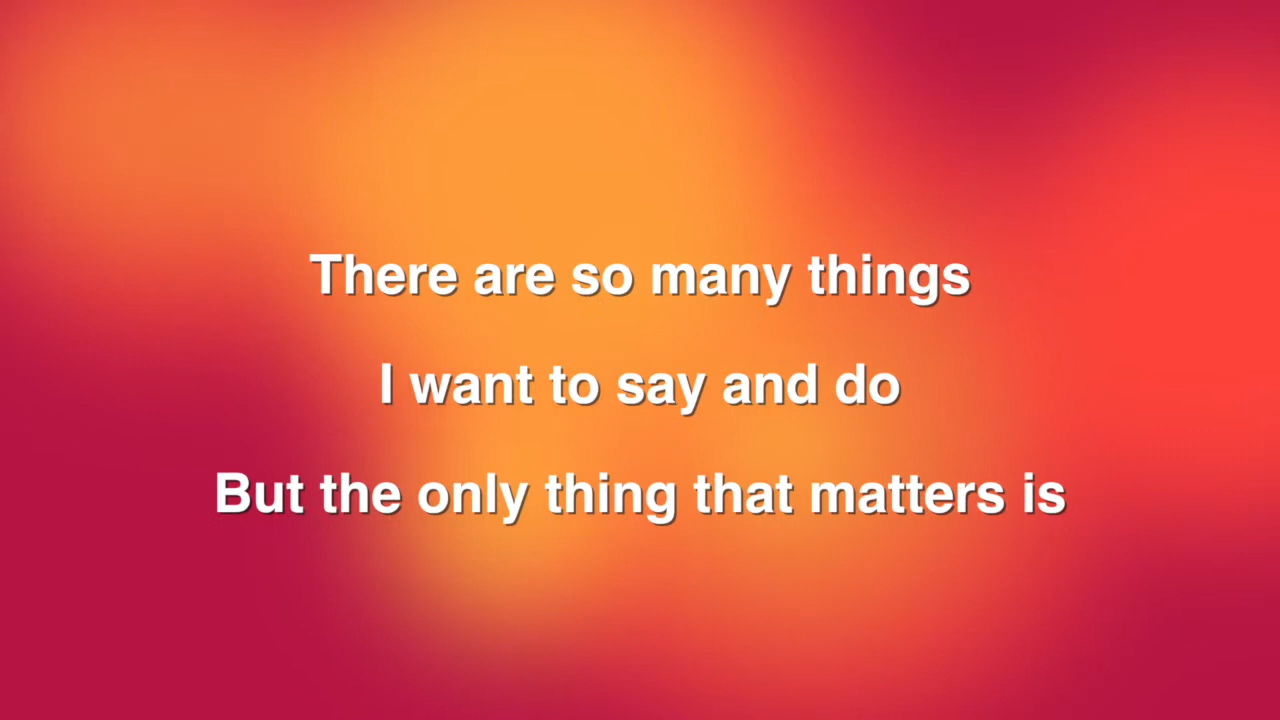 There are so many things
I want to say and do
But the only thing that matters is